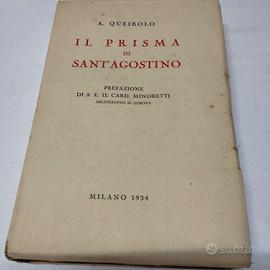 A. QUEIROLO
IL PRISMA
DI
SANT'AGOSTINO
PREFAZIONE
DI S. E. IL CARD. MINORETTI
ARCIVESCOVO DI GENOVA
MILANO 1934
subito